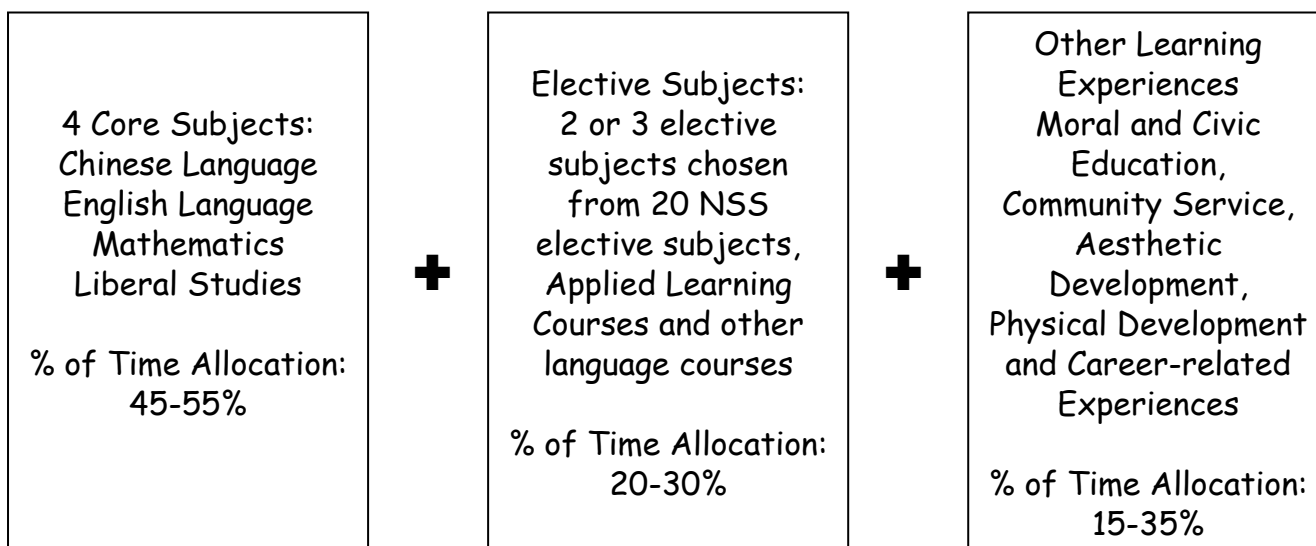 4 Core Subjects:
Chinese Language
English Language
Mathematics
Liberal Studies
% of Time Allocation:
45-55%
+
Elective Subjects:
2 or 3 elective
subjects chosen
from 20 NSS
elective subjects,
Applied Learning
Courses and other
language courses
% of Time Allocation:
20-30%
+
Other Learning
Experiences
Moral and Civic
Education,
Community Service,
Aesthetic
Development,
Physical Development
and Career-related
Experiences
% of Time Allocation:
15-35%